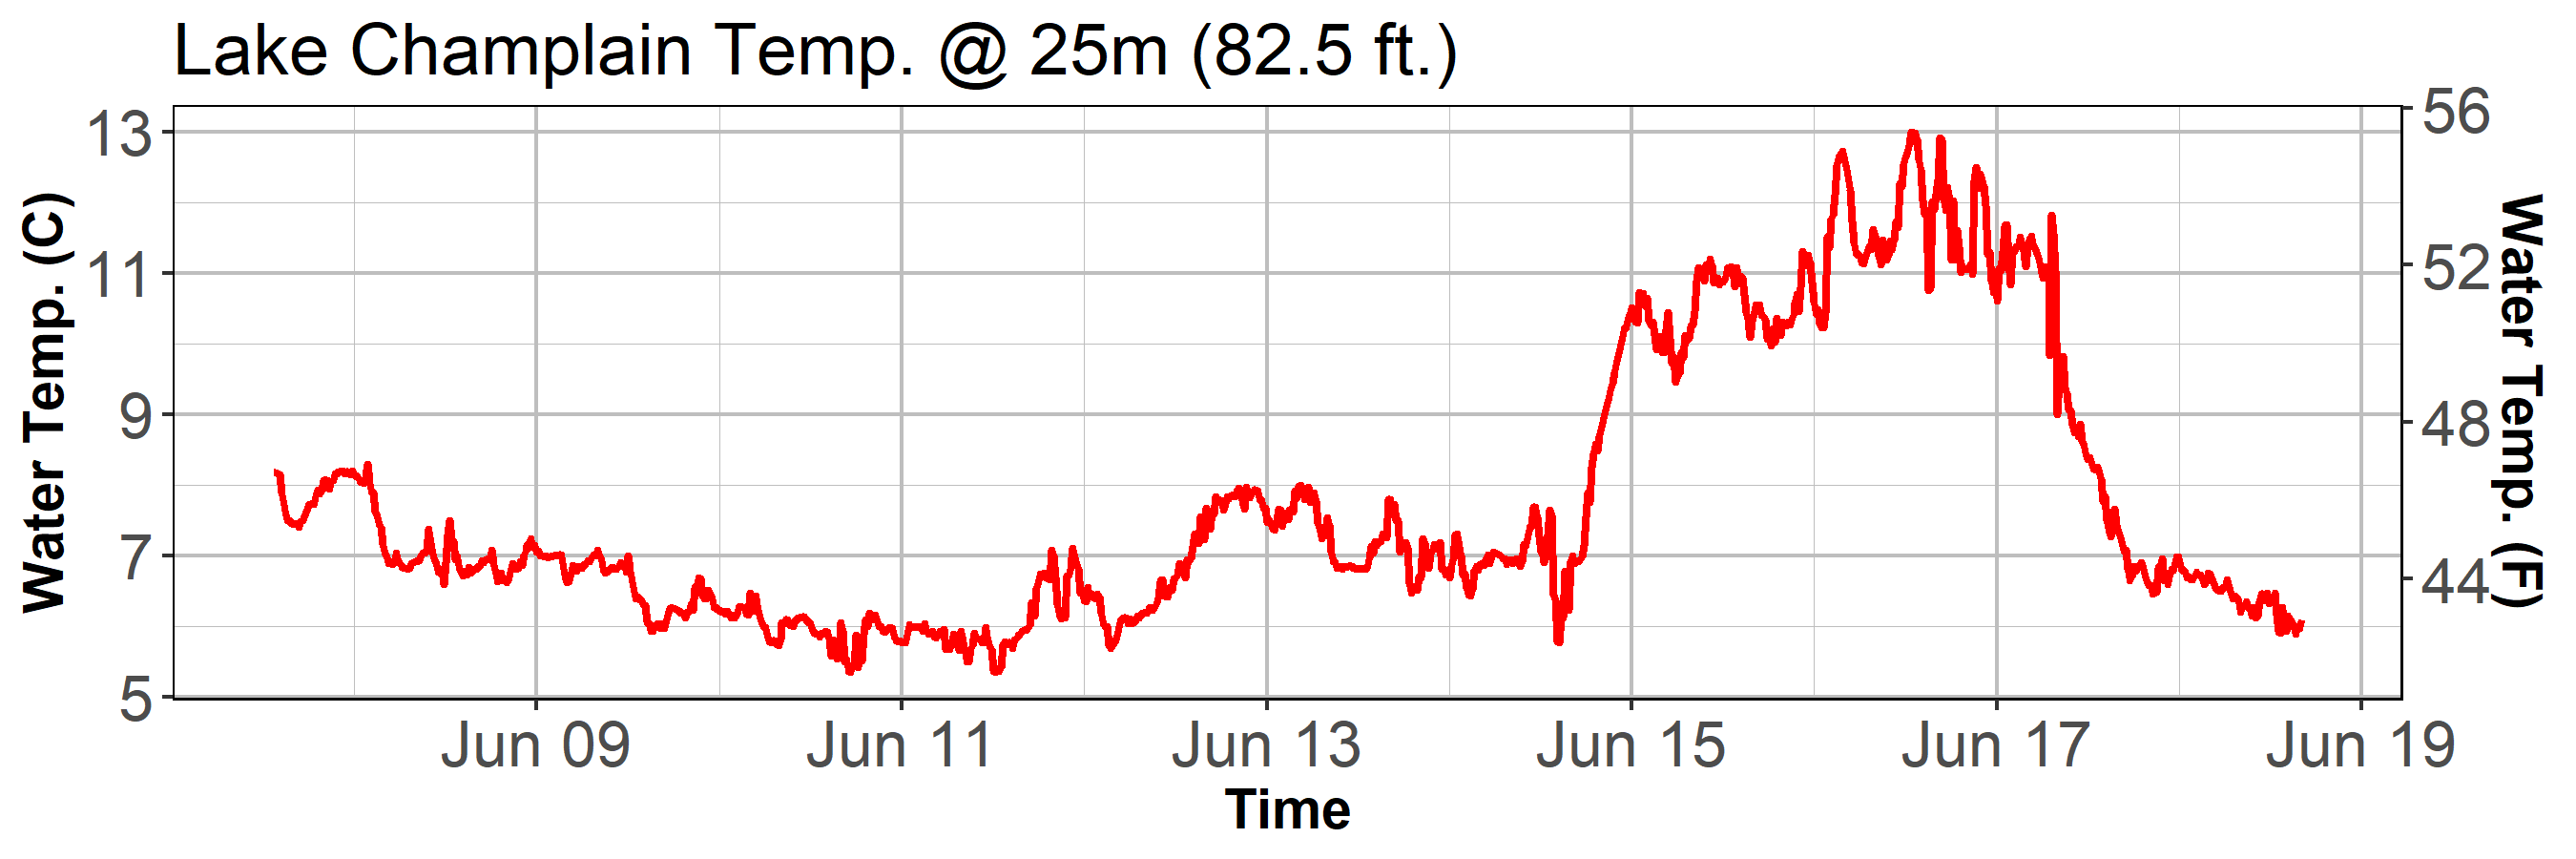 Lake Champlain Temp. @ 25m (82.5 ft.)
Water Temp. (C)
13
11
9
7
5
56
52
48
44
Water Temp. (F)
Jun 09 Jun 11 Jun 13 Jun 15 Jun 17 Jun 19
Time